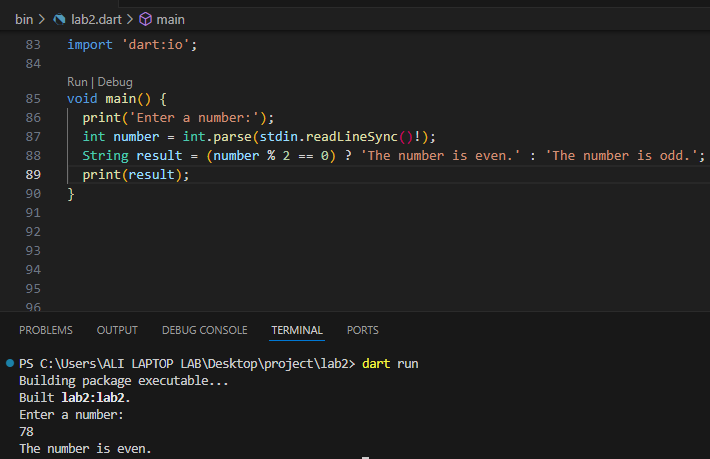 bin > lab2.dart > main
83 import 'dart:io';
84
Run | Debug
85 void main() {
86 print('Enter a number:');
87 int number = int.parse(stdin.readLineSync()!);
88 String result = (number % 2 == 0) ? 'The number is even.' : 'The number is odd.';
89 print(result);
90 }
91
92
93
94
95
96
PROBLEMS OUTPUT DEBUG CONSOLE TERMINAL PORTS
PS C:\Users\ALI LAPTOP LAB\Desktop\project\lab2> dart run
Building package executable...
Built lab2:lab2.
Enter a number:
78
The number is even.